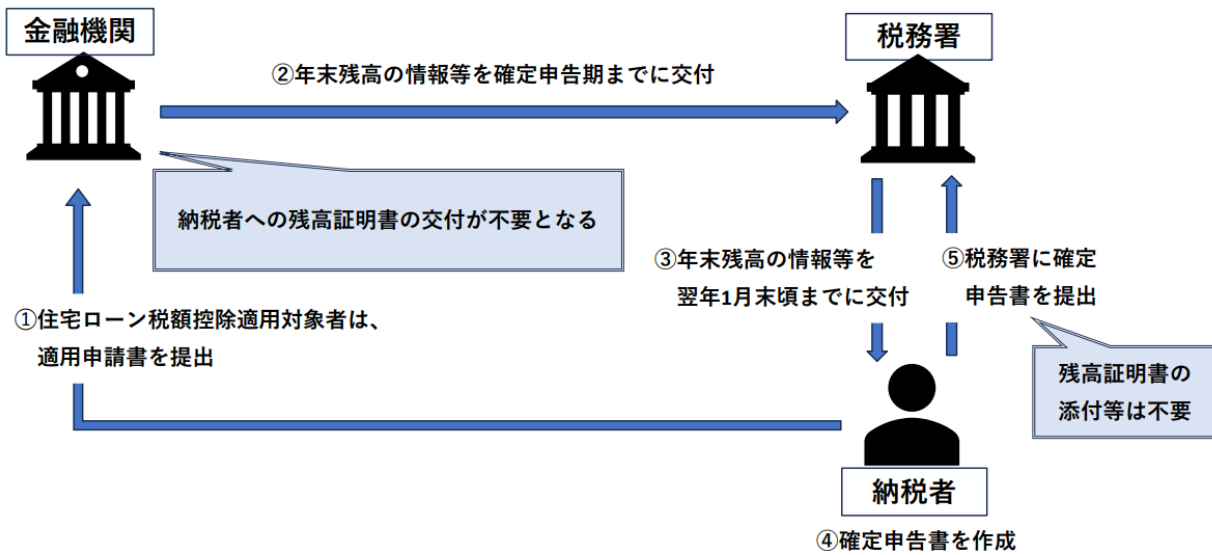 金融機関
税務署
②年末残高の情報等を確定申告期までに交付
納税者への残高証明書の交付が不要となる
③年末残高の情報等を
翌年1月末頃までに交付
⑤税務署に確定
申告書を提出
①住宅ローン税額控除適用対象者は、
適用申請書を提出
残高証明書の
添付等は不要
納税者
④確定申告書を作成